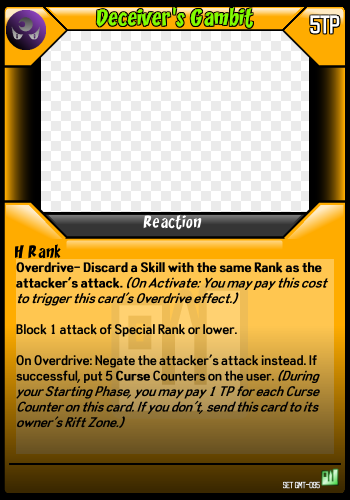 Deceiver's Gambit
5TP
Reaction
H Rank
Overdrive- Discard a Skill with the same Rank as the
attacker's attack. (On Activate: You may pay this cost
to trigger this card's Overdrive effect.)
Block 1 attack of Special Rank or lower.
On Overdrive: Negate the attacker's attack instead. If
successful, put 5 Curse Counters on the user. (During
your Starting Phase, you may pay 1 TP for each Curse
Counter on this card. If you don't, send this card to its
owner's Rift Zone.)
SET GMT-095